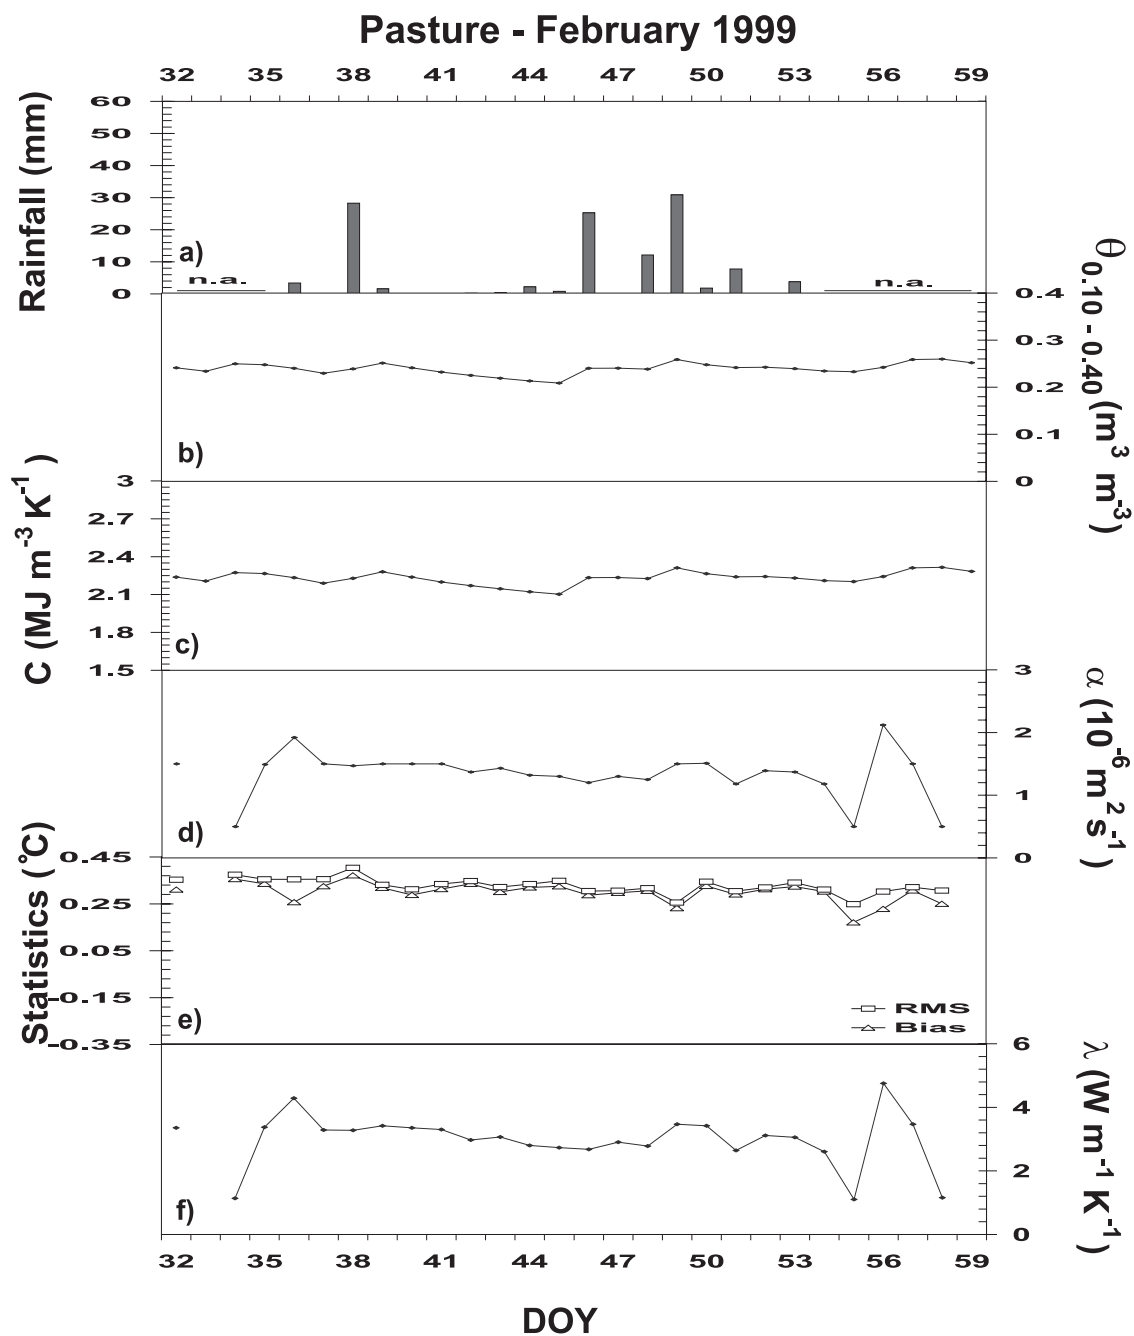 Pasture - February 1999
32 35 38 41 44 47 50 53 56 59
Rainfall (mm)
60
50
40
30
20
10
0
a)
n.a.
n.a.
θ0.10 - 0.40 (m3 m-3)
0.4
0.3
0.2
0.1
0
b)
C (MJ m-3 K-1)
3
2.7
2.4
2.1
1.8
1.5
c)
α (10-6 m2 s-1)
3
2
1
0
d)
Statistics (°C)
0.45
0.25
0.05
-0.15
-0.35
e)
RMS
Bias
λ (W m-1 K-1)
6
4
2
0
f)
32 35 38 41 44 47 50 53 56 59
DOY